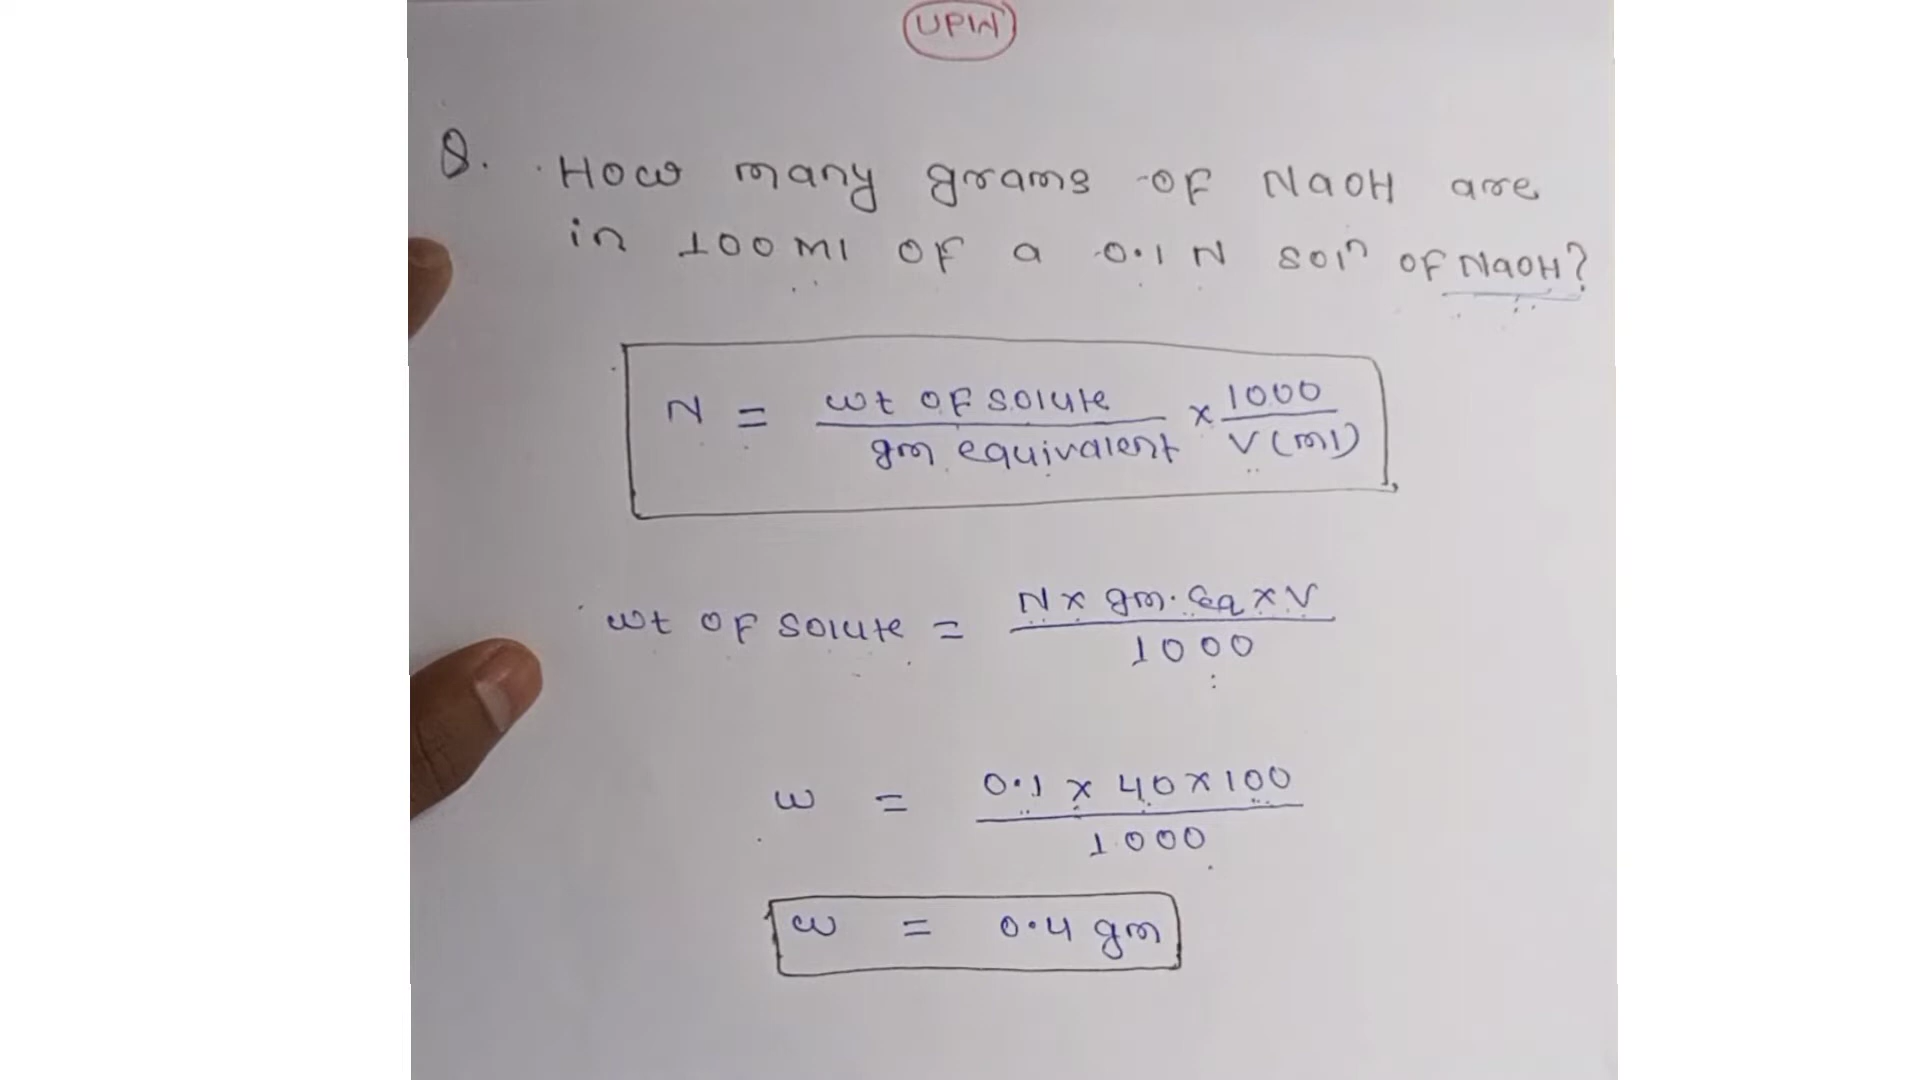 UPIN
Q. How many grams of NaOH are
in 100 ml of a 0.1 N soln of NaOH?
N = wt of solute / gm equivalent × 1000 / V (ml)
wt of solute = N × gm. Eq × V / 1000
w = 0.1 × 40 × 100 / 1000
w = 0.4 gm